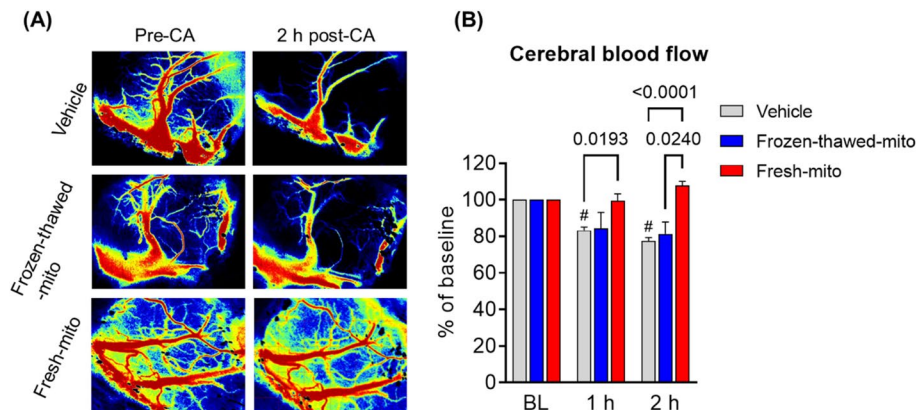 (A)
Pre-CA
2 h post-CA
Vehicle
Frozen-thawed
-mito
Fresh-mito
(B)
Cerebral blood flow
<0.0001
0.0193
0.0240
Vehicle
Frozen-thawed-mito
Fresh-mito
% of baseline
120
100
80
60
40
20
0
#
#
BL
1 h
2 h